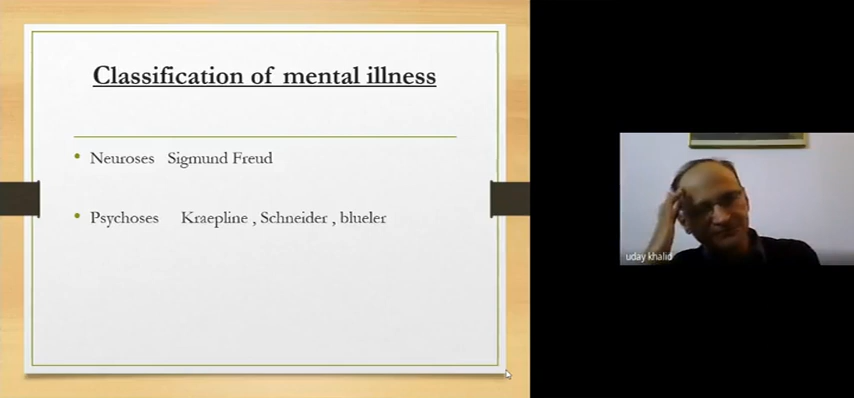 Classification of mental illness
Neuroses Sigmund Freud
Psychoses Kraepline , Schneider , blueler
uday khalid